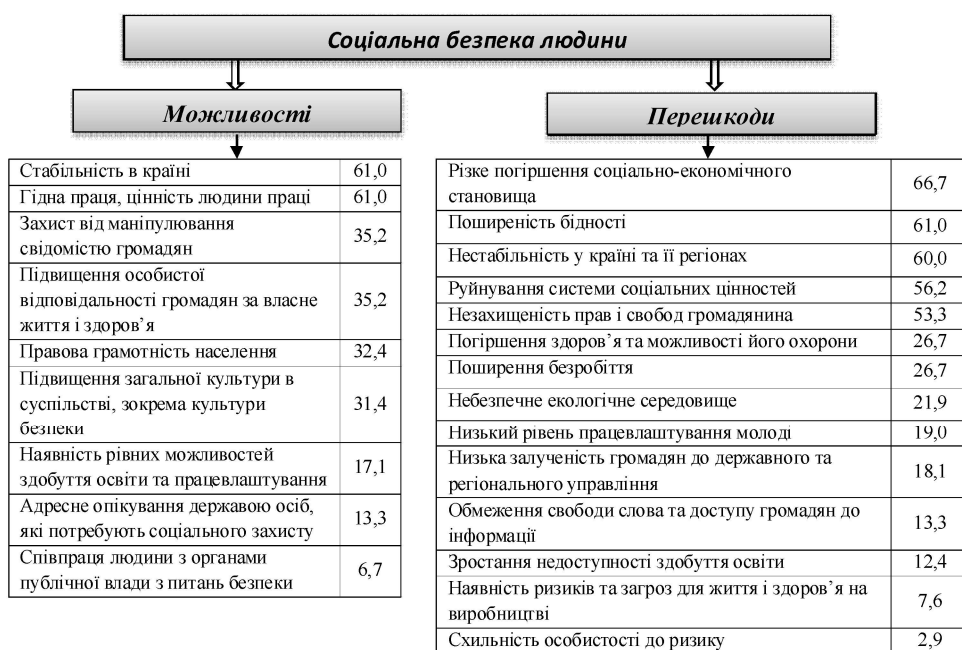 Соціальна безпека людини
Можливості
Стабільність в країні 61,0
Гідна праця, цінність людини праці 61,0
Захист від маніпулювання
свідомістю громадян 35,2
Підвищення особистої
відповідальності громадян за власне
життя і здоров’я 35,2
Правова грамотність населення 32,4
Підвищення загальної культури в
суспільстві, зокрема культури
безпеки 31,4
Наявність рівних можливостей
здобуття освіти та працевлаштування 17,1
Адресне опікування державою осіб,
які потребують соціального захисту 13,3
Співпраця людини з органами
публічної влади з питань безпеки 6,7
Перешкоди
Різке погіршення соціально-економічного
становища 66,7
Поширеність бідності 61,0
Нестабільність у країні та її регіонах 60,0
Руйнування системи соціальних цінностей 56,2
Незахищеність прав і свобод громадянина 53,3
Погіршення здоров’я та можливості його охорони 26,7
Поширення безробіття 26,7
Небезпечне екологічне середовище 21,9
Низький рівень працевлаштування молоді 19,0
Низька залученість громадян до державного та
регіонального управління 18,1
Обмеження свободи слова та доступу громадян до
інформації 13,3
Зростання недоступності здобуття освіти 12,4
Наявність ризиків та загроз для життя і здоров’я на
виробництві 7,6
Схильність особистості до ризику 2,9